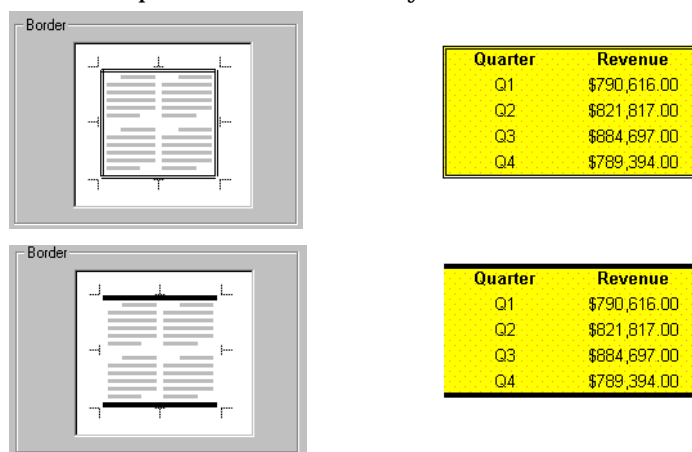 Border
Quarter Revenue
Q1 $790,616.00
Q2 $821,817.00
Q3 $884,697.00
Q4 $789,394.00
Border
Quarter Revenue
Q1 $790,616.00
Q2 $821,817.00
Q3 $884,697.00
Q4 $789,394.00